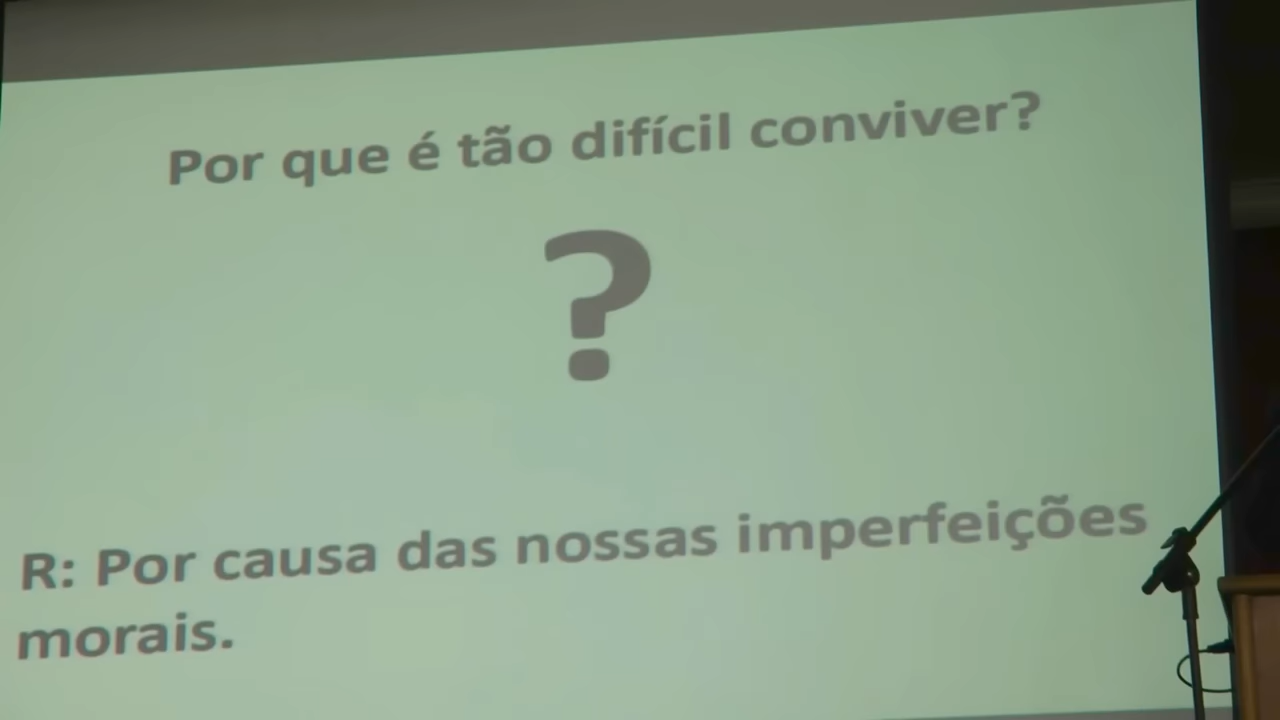 Por que é tão difícil conviver?
?
R: Por causa das nossas imperfeições
morais.